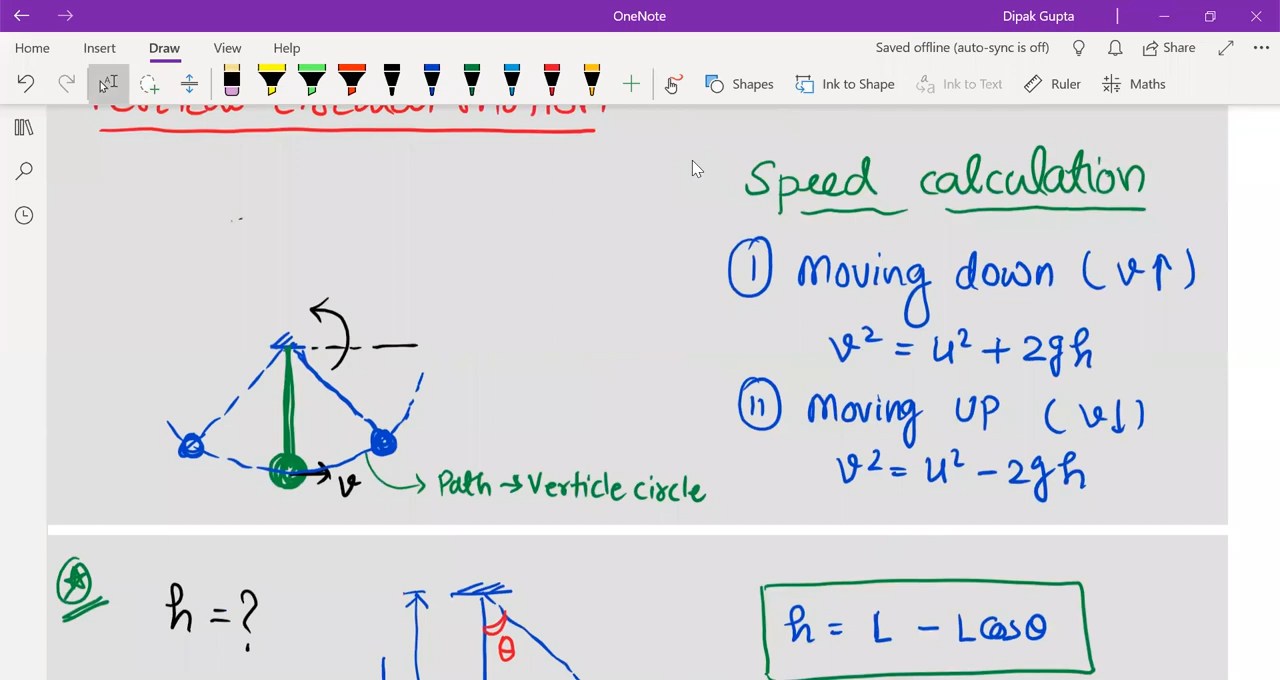 OneNote
Dipak Gupta
Home Insert Draw View Help
Saved offline (auto-sync is off)
Share
Shapes
Ink to Shape
Ink to Text
Ruler
Maths
Speed calculation
I Moving down (v↑)
v² = u² + 2gh
II Moving UP (v↓)
v² = u² - 2gh
v
Path → Verticle circle
h = ?
L
θ
h = L - Lcosθ